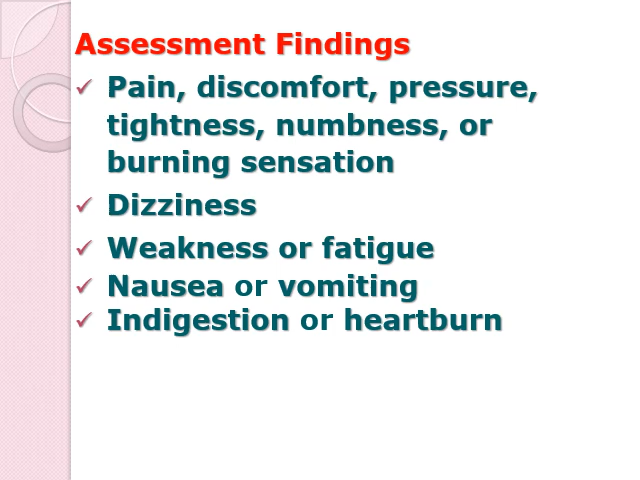 Assessment Findings
✓ Pain, discomfort, pressure,
tightness, numbness, or
burning sensation
✓ Dizziness
✓ Weakness or fatigue
✓ Nausea or vomiting
✓ Indigestion or heartburn